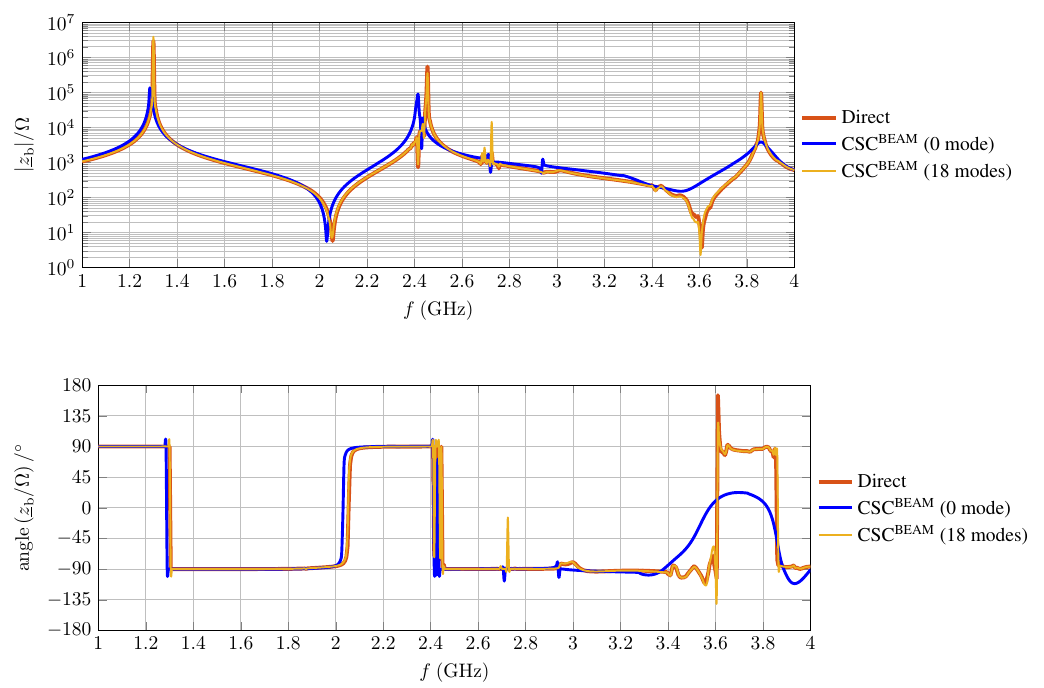 10^7
10^6
10^5
10^4
10^3
10^2
10^1
10^0
|z_b|/Ω
1 1.2 1.4 1.6 1.8 2 2.2 2.4 2.6 2.8 3 3.2 3.4 3.6 3.8 4
f (GHz)
Direct
CSC^BEAM (0 mode)
CSC^BEAM (18 modes)
180
135
90
45
0
−45
−90
−135
−180
angle (z_b/Ω) /°
1 1.2 1.4 1.6 1.8 2 2.2 2.4 2.6 2.8 3 3.2 3.4 3.6 3.8 4
f (GHz)
Direct
CSC^BEAM (0 mode)
CSC^BEAM (18 modes)